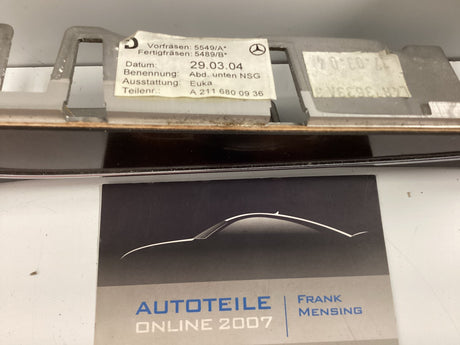 D
Vorfräsen: 5549/A*
Fertigfräsen: 5489/B*
Datum: 29.03.04
Benennung: Abd. unten NSG
Ausstattung: Euka.
Teilenr.: A 211 680 09 36
AUTOTEILE
ONLINE 2007
FRANK
MENSING